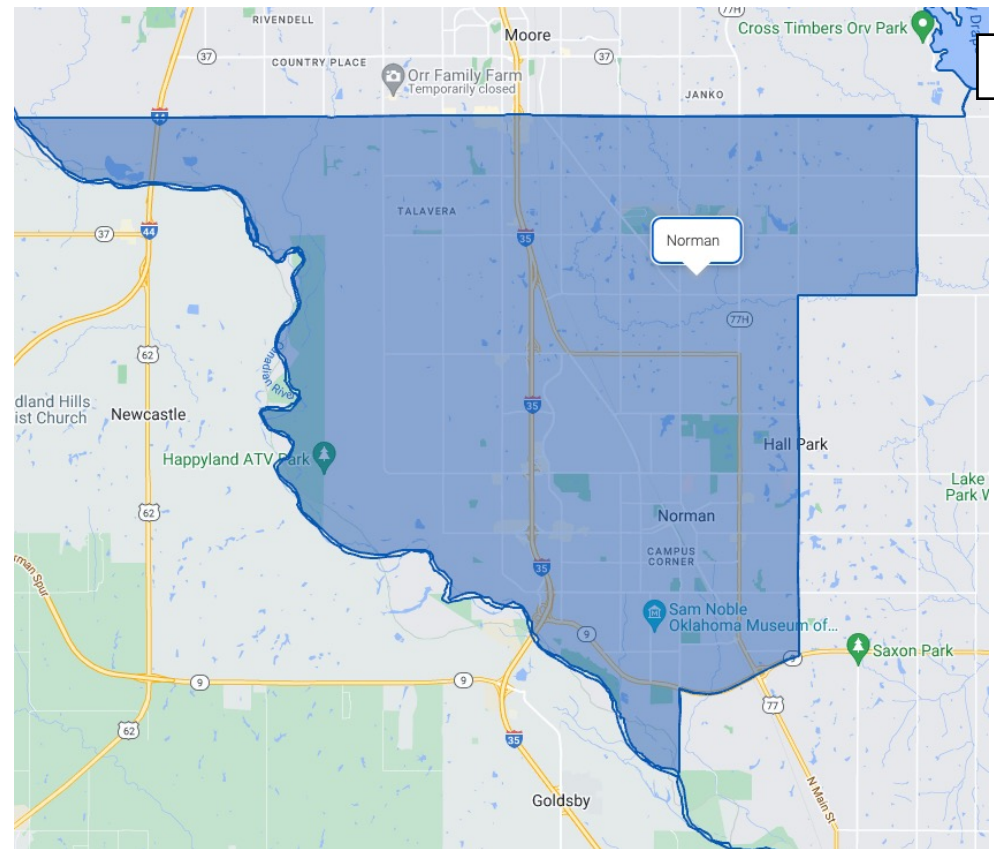 RIVENDELL
77H
Cross Timbers Orv Park
Moore
37
COUNTRY PLACE
37
Orr Family Farm
Temporarily closed
JANKO
44
TALAVERA
37
44
35
Norman
77H
62
Canadian River
35
dland Hills
ist Church
Newcastle
Hall Park
Happyland ATV Park
Lake
Park W
62
Norman
CAMPUS
CORNER
35
rman Spur
Sam Noble
Oklahoma Museum of...
9
Saxon Park
9
9
9
77
62
35
N Main St
Goldsby